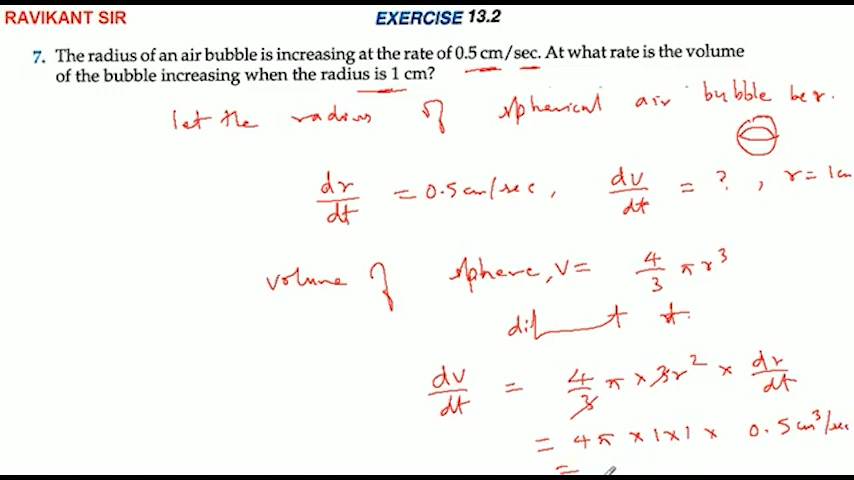 RAVIKANT SIR
EXERCISE 13.2
7. The radius of an air bubble is increasing at the rate of 0.5 cm/sec. At what rate is the volume
of the bubble increasing when the radius is 1 cm?
let the radius of spherical air bubble be r.
dr/dt = 0.5 cm/sec, dv/dt = ?, r = 1cm
volume of sphere, V = 4/3 π r³
diff t
dv/dt = 4/3 π × 3r² × dr/dt
= 4π × 1 × 1 × 0.5 cm³/sec
=